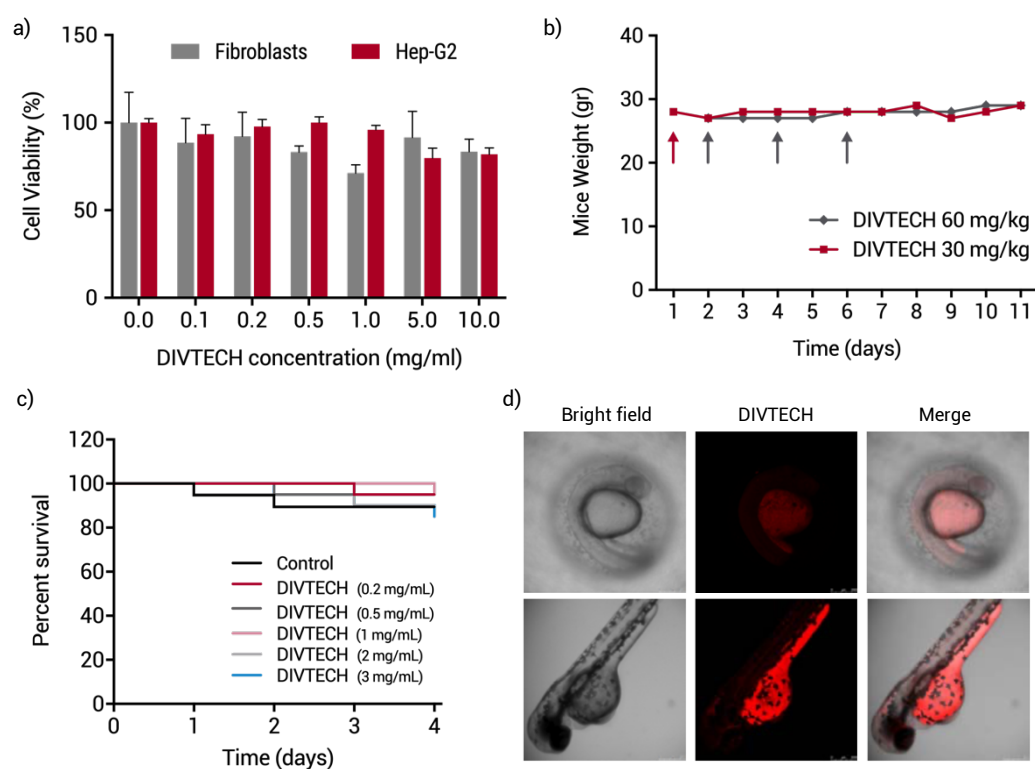 a)
150
100
50
0
Cell Viability (%)
Fibroblasts
Hep-G2
0.0 0.1 0.2 0.5 1.0 5.0 10.0
DIVTECH concentration (mg/ml)
b)
40
30
20
10
0
Mice Weight (gr)
DIVTECH 60 mg/kg
DIVTECH 30 mg/kg
1 2 3 4 5 6 7 8 9 10 11
Time (days)
c)
120
100
80
60
40
20
0
Percent survival
Control
DIVTECH (0.2 mg/mL)
DIVTECH (0.5 mg/mL)
DIVTECH (1 mg/mL)
DIVTECH (2 mg/mL)
DIVTECH (3 mg/mL)
0 1 2 3 4
Time (days)
d)
Bright field DIVTECH Merge